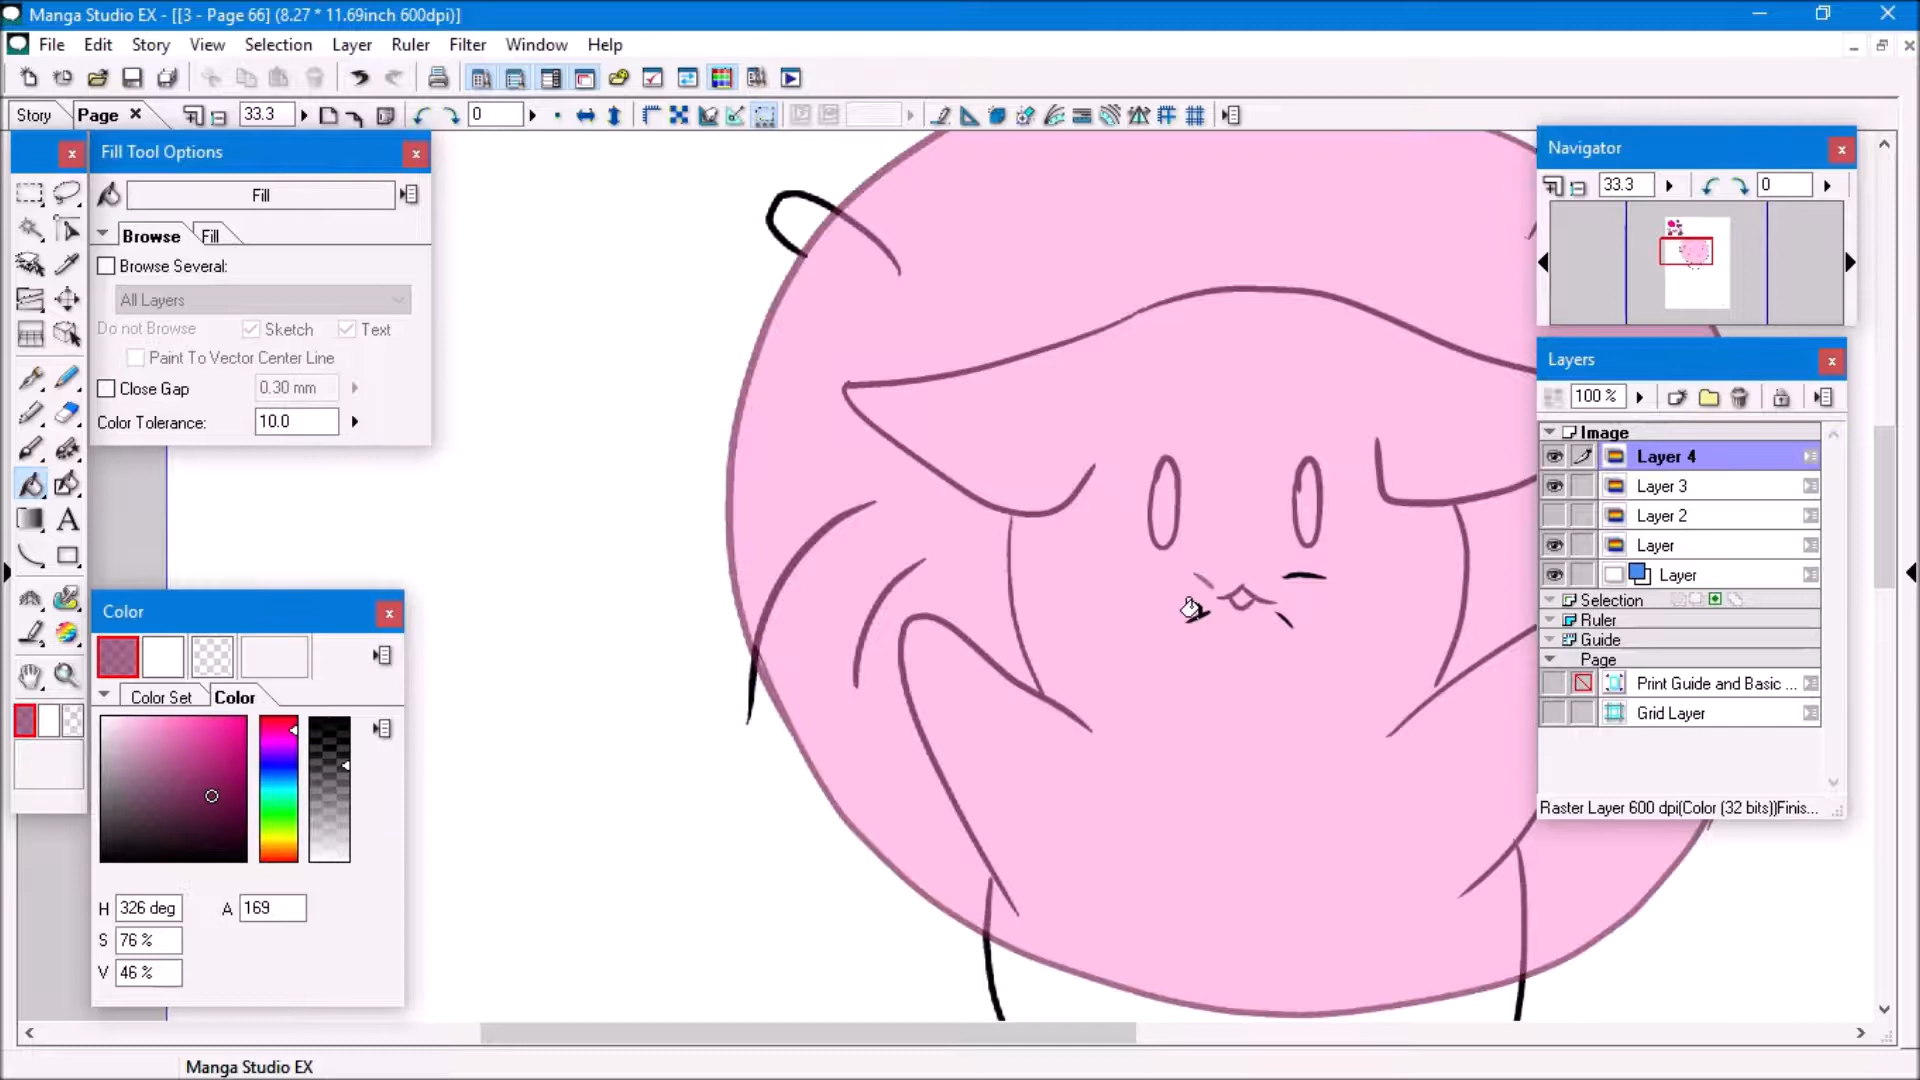 Manga Studio EX - [[3 - Page 66] (8.27 * 11.69inch 600dpi)]
File Edit Story View Selection Layer Ruler Filter Window Help
Story Page 33.3 0
Fill Tool Options
Fill
Browse Fill
Browse Several:
All Layers
Do not Browse Sketch Text
Paint To Vector Center Line
Close Gap 0.30 mm
Color Tolerance: 10.0
A
Color
Color Set Color
H 326 deg A 169
S 76 %
V 46 %
Navigator
33.3 0
Layers
100 %
Image
Layer 4
Layer 3
Layer 2
Layer
Layer
Selection
Ruler
Guide
Page
Print Guide and Basic ...
Grid Layer
Raster Layer 600 dpi(Color (32 bits))Finis...
Manga Studio EX